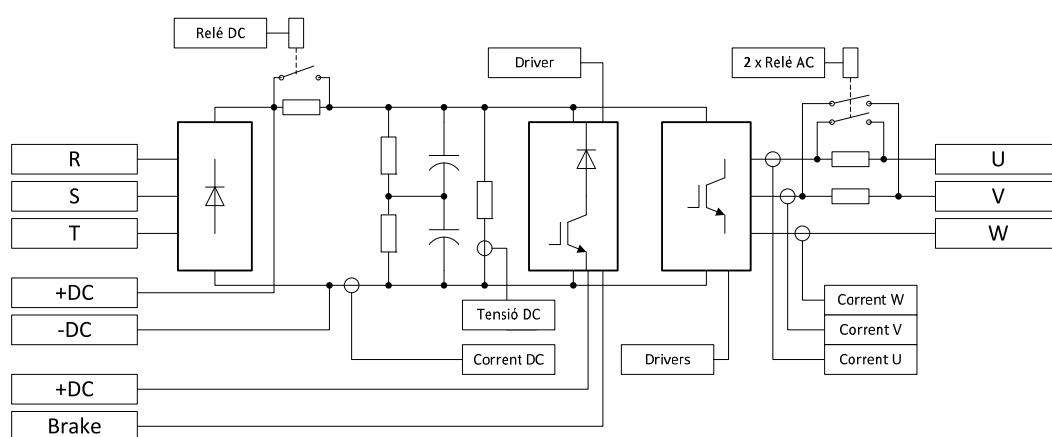 Relé DC
Driver
2 x Relé AC
R
S
T
U
V
W
+DC
-DC
Tensió DC
Corrent DC
Drivers
Corrent W
Corrent V
Corrent U
+DC
Brake